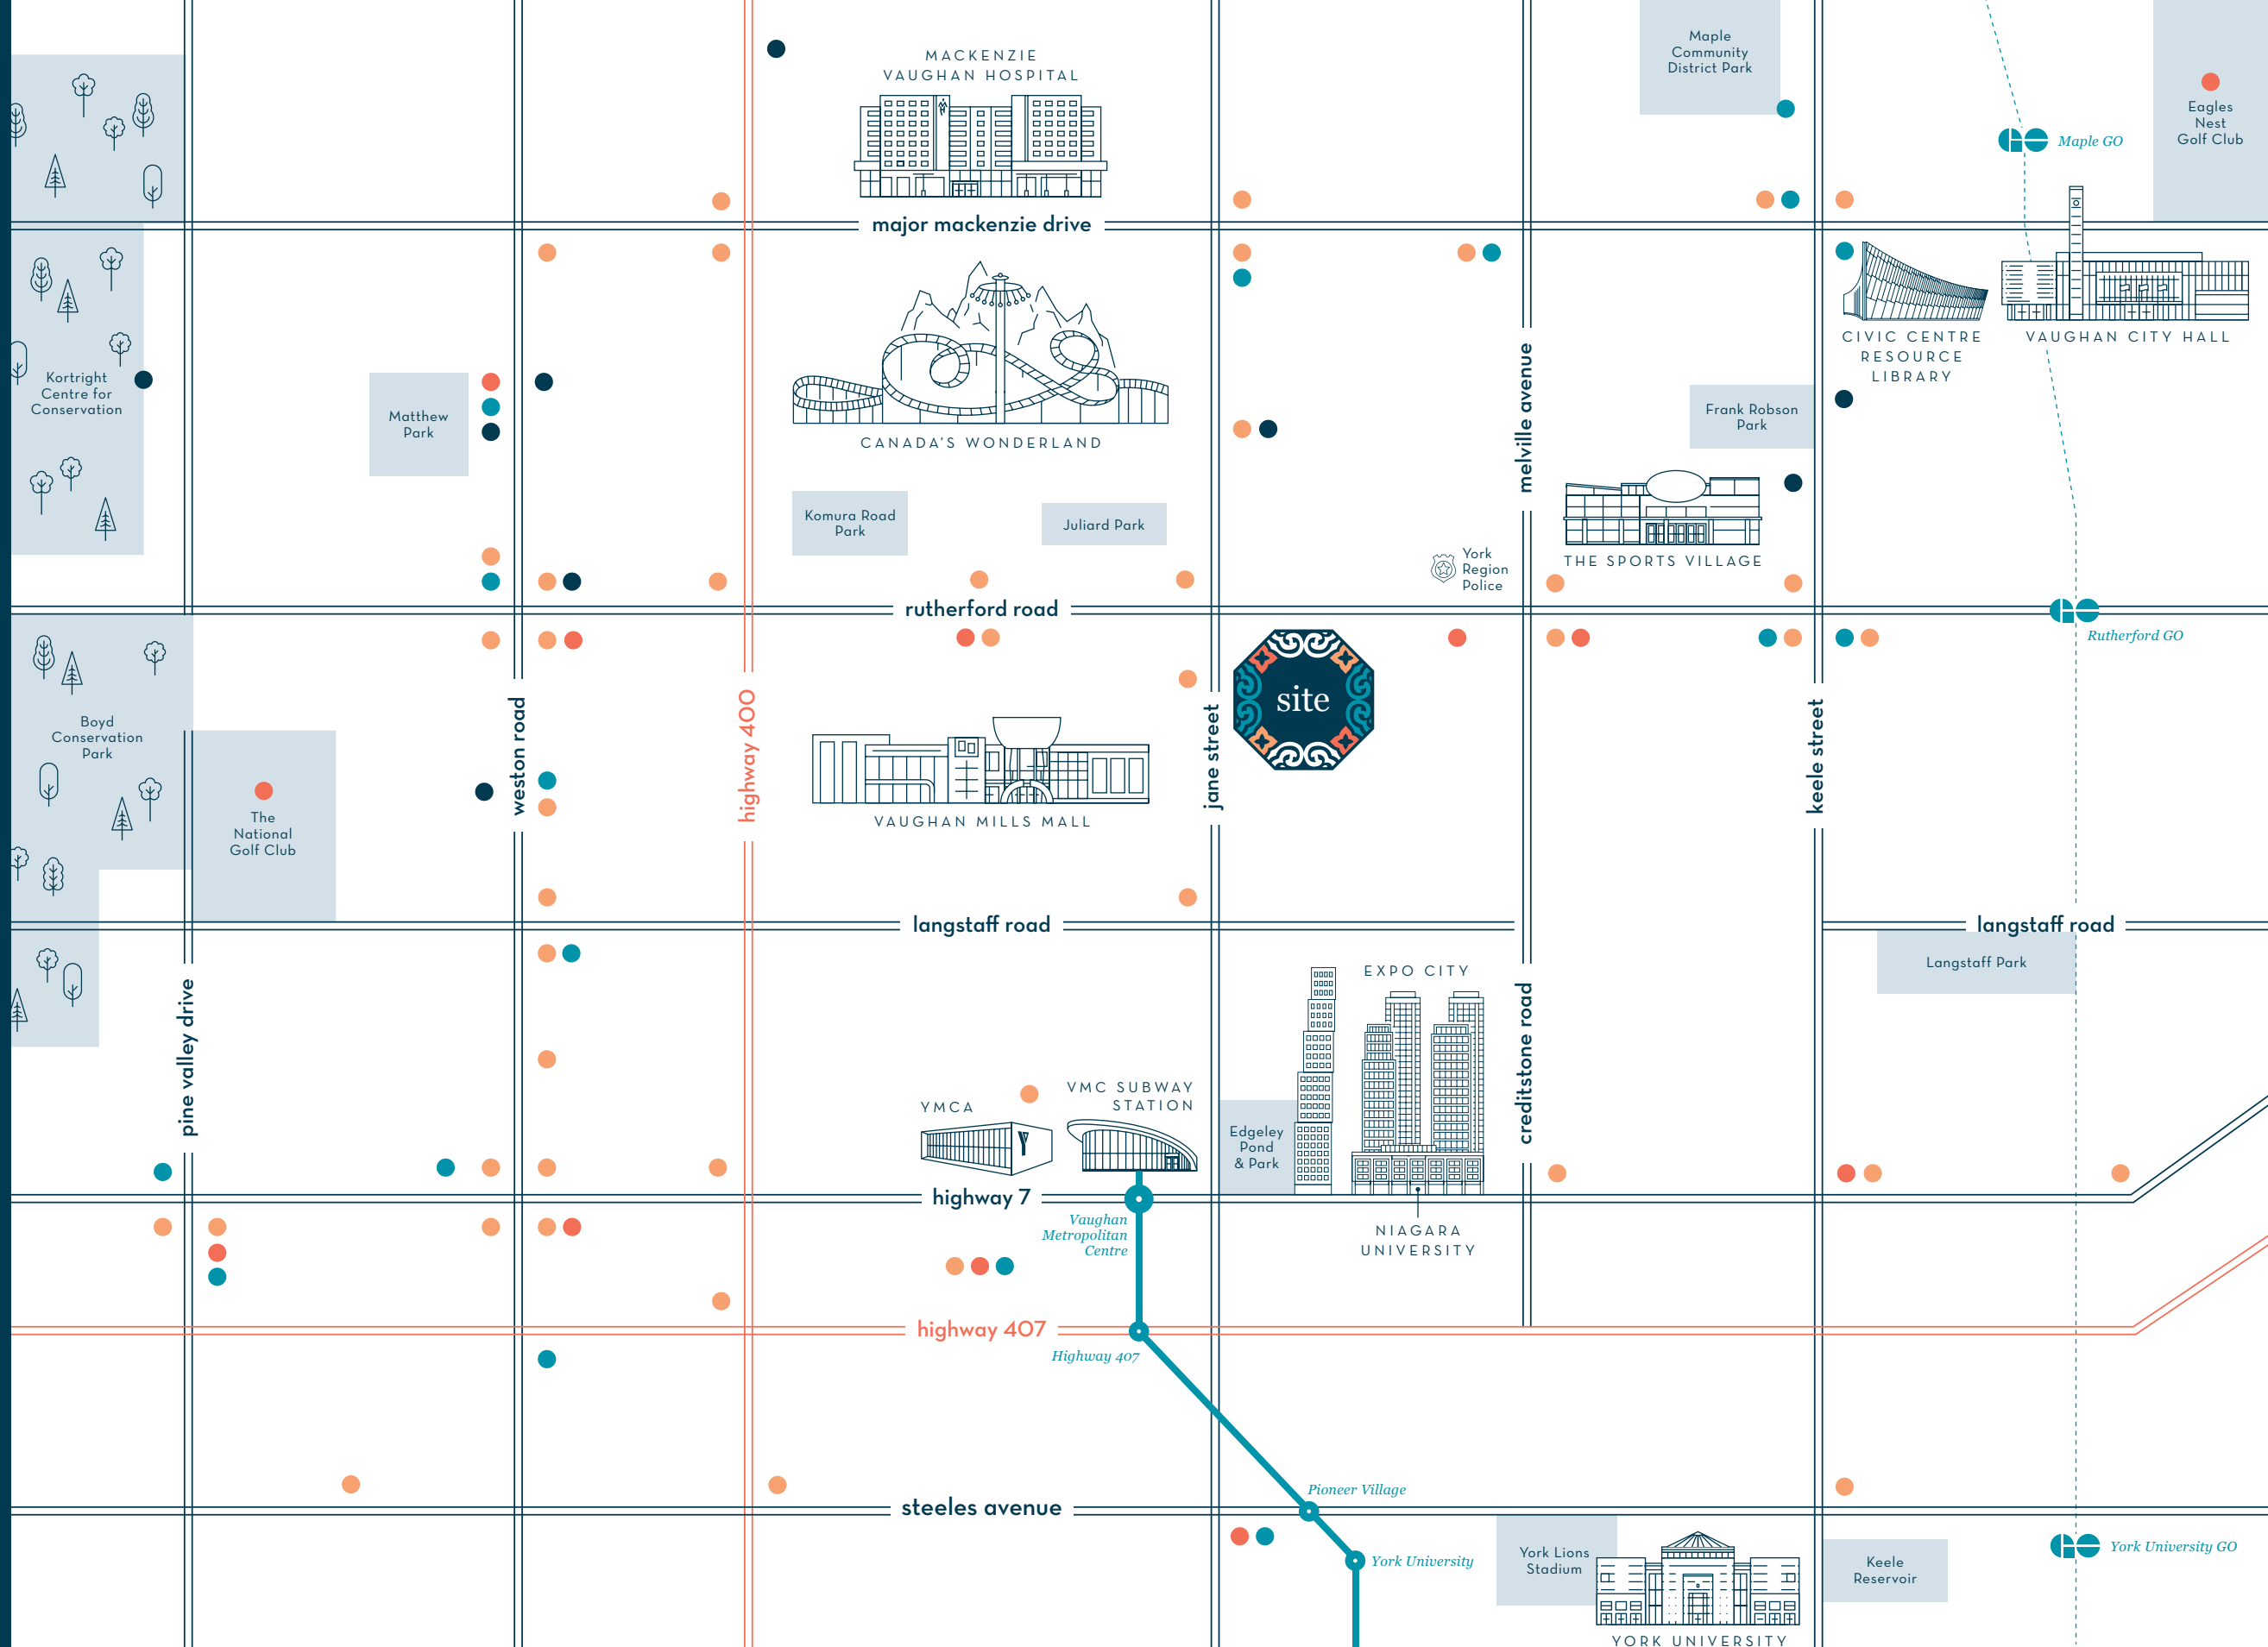 MACKENZIE
VAUGHAN HOSPITAL
Maple
Community
District Park
Eagles
Nest
Golf Club
Maple GO
major mackenzie drive
CIVIC CENTRE
RESOURCE
LIBRARY
VAUGHAN CITY HALL
Kortright
Centre for
Conservation
Matthew
Park
CANADA'S WONDERLAND
melville avenue
Frank Robson
Park
Komura Road
Park
Juliard Park
York
Region
Police
THE SPORTS VILLAGE
rutherford road
Rutherford GO
Boyd
Conservation
Park
The
National
Golf Club
weston road
highway 400
VAUGHAN MILLS MALL
jane street
site
keele street
langstaff road
langstaff road
Langstaff Park
pine valley drive
EXPO CITY
creditstone road
YMCA
VMC SUBWAY
STATION
Edgeley
Pond
& Park
highway 7
Vaughan
Metropolitan
Centre
NIAGARA
UNIVERSITY
highway 407
Highway 407
Pioneer Village
steeles avenue
York University
York Lions
Stadium
Keele
Reservoir
York University GO
YORK UNIVERSITY